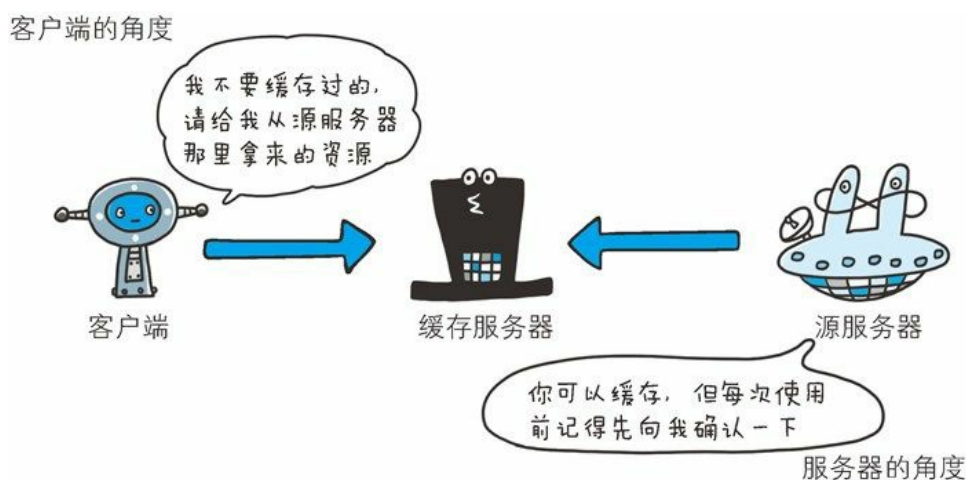 客户端的角度
我不要缓存过的，
请给我从源服务器
那里拿来的资源
客户端
缓存服务器
源服务器
你可以缓存，但每次使用
前记得先向我确认一下
服务器的角度